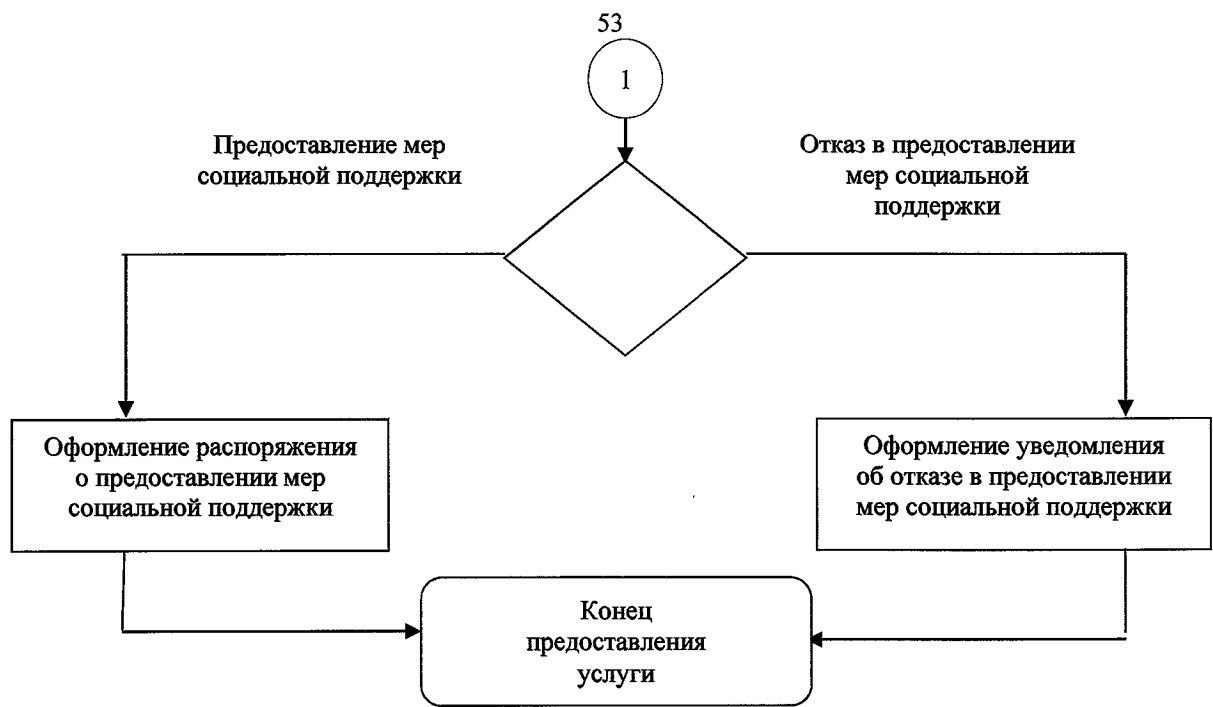 53
1
Предоставление мер
социальной поддержки
Отказ в предоставлении
мер социальной
поддержки
Оформление распоряжения
о предоставлении мер
социальной поддержки
Оформление уведомления
об отказе в предоставлении
мер социальной поддержки
Конец
предоставления
услуги